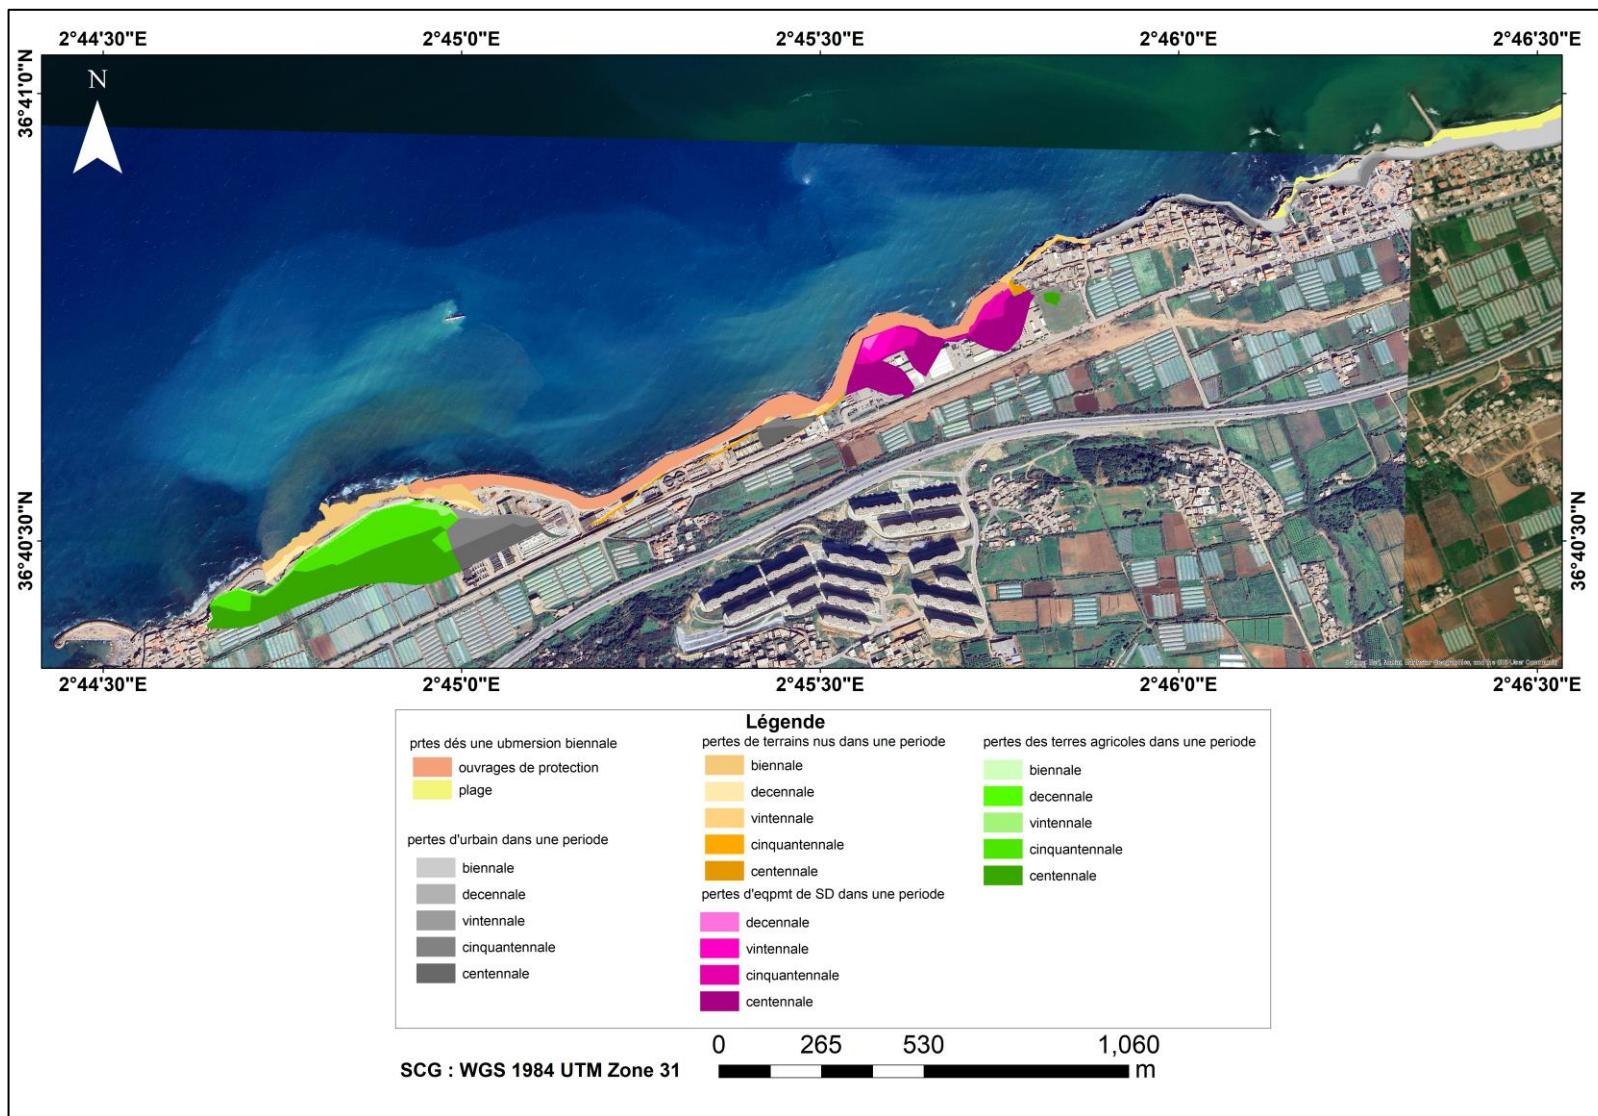 2°44'30"E 2°45'0"E 2°45'30"E 2°46'0"E 2°46'30"E
36°41'0"N
36°41'0"N
N
36°40'30"N
36°40'30"N
2°44'30"E 2°45'0"E 2°45'30"E 2°46'0"E 2°46'30"E
Légende
prtes dés une ubmersion biennale
ouvrages de protection
plage
pertes d'urbain dans une periode
biennale
decennale
vintennale
cinquantennale
centennale
pertes de terrains nus dans une periode
biennale
decennale
vintennale
cinquantennale
centennale
pertes d'eqpmt de SD dans une periode
decennale
vintennale
cinquantennale
centennale
pertes des terres agricoles dans une periode
biennale
decennale
vintennale
cinquantennale
centennale
SCG : WGS 1984 UTM Zone 31
0 265 530 1,060
m